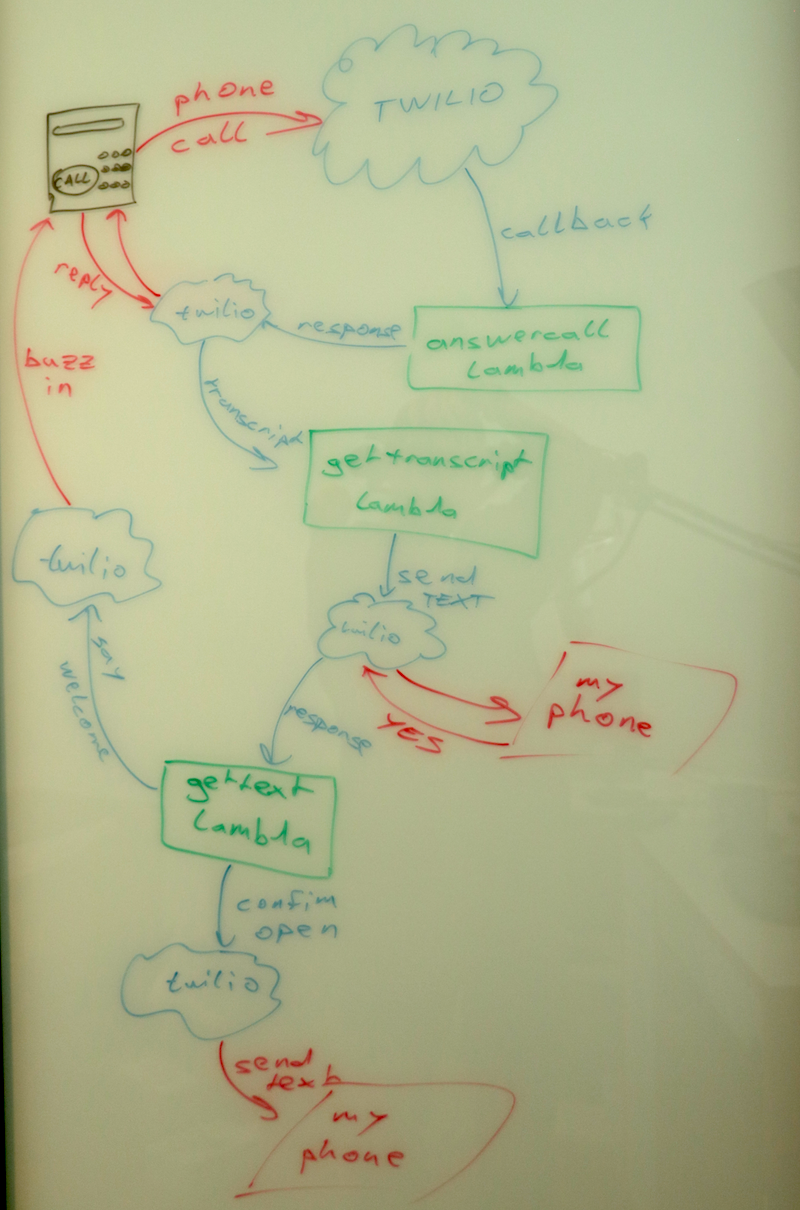 phone
call
TWILIO
CALL
callback
reply
twilio
response
answercall
lambda
buzz
in
transcript
gettranscript
lambda
twilio
send
TEXT
twilio
my
phone
YES
say
welcome
response
gettext
lambda
confim
open
twilio
send
text
my
phone